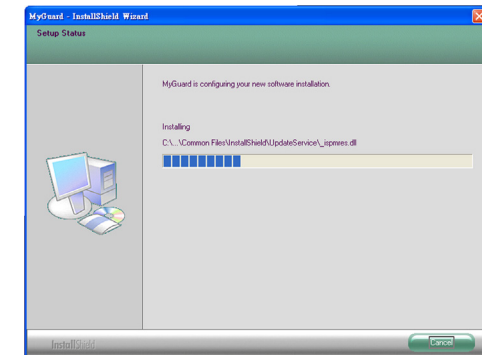 MyGuard - InstallShield Wizard
Setup Status
MyGuard is configuring your new software installation.
Installing
C:\...\Common Files\InstallShield\UpdateService\_ispmres.dll
InstallShield
Cancel